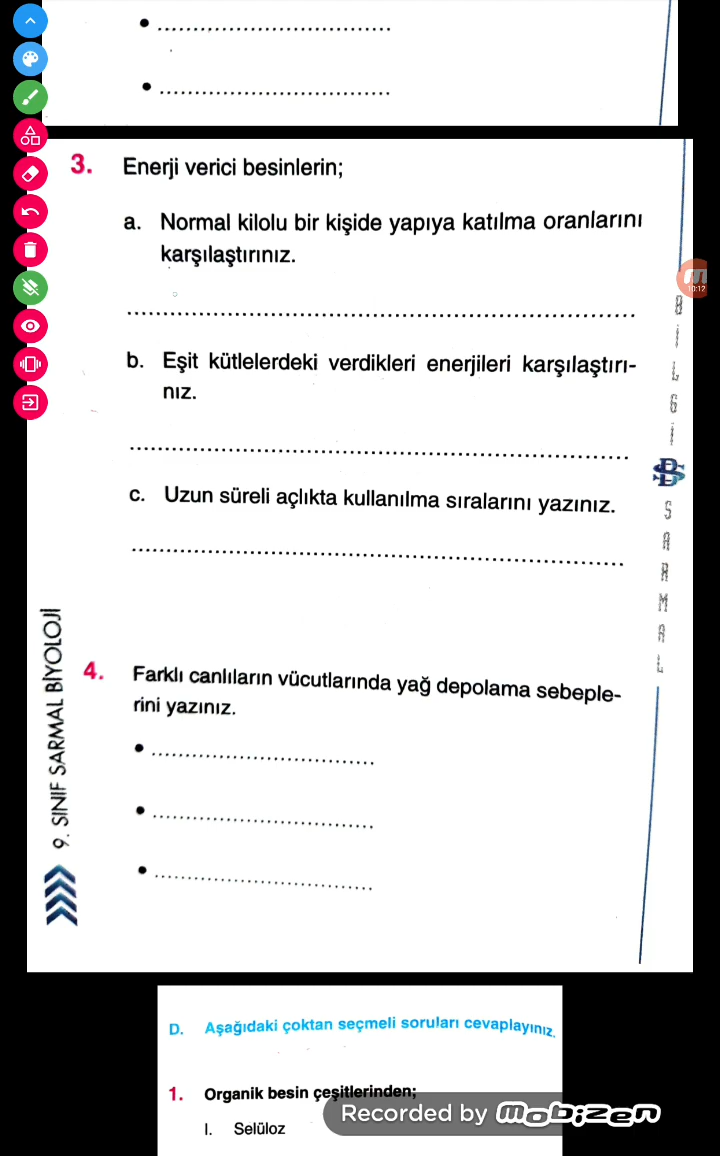 • ..............................
• ..............................
3. Enerji verici besinlerin;
a. Normal kilolu bir kişide yapıya katılma oranlarını
karşılaştırınız.
..............................
b. Eşit kütlelerdeki verdikleri enerjileri karşılaştırı-
nız.
..............................
c. Uzun süreli açlıkta kullanılma sıralarını yazınız.
..............................
4. Farklı canlıların vücutlarında yağ depolama sebeple-
rini yazınız.
• ..............................
• ..............................
• ..............................
9. SINIF SARMAL BİYOLOJİ
BİLGİ
SARMAL
10:12
D. Aşağıdaki çoktan seçmeli soruları cevaplayınız.
1. Organik besin çeşitlerinden;
I. Selüloz
Recorded by Mobizen